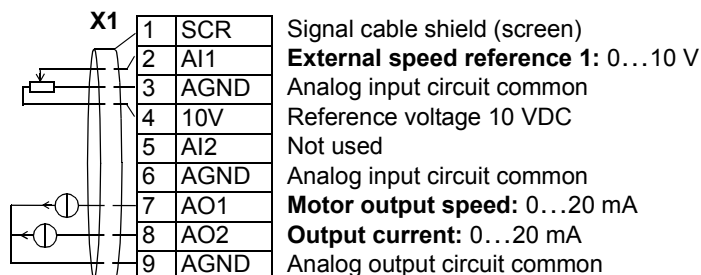 X1
1 SCR Signal cable shield (screen)
2 AI1 External speed reference 1: 0…10 V
3 AGND Analog input circuit common
4 10V Reference voltage 10 VDC
5 AI2 Not used
6 AGND Analog input circuit common
7 AO1 Motor output speed: 0…20 mA
8 AO2 Output current: 0…20 mA
9 AGND Analog output circuit common